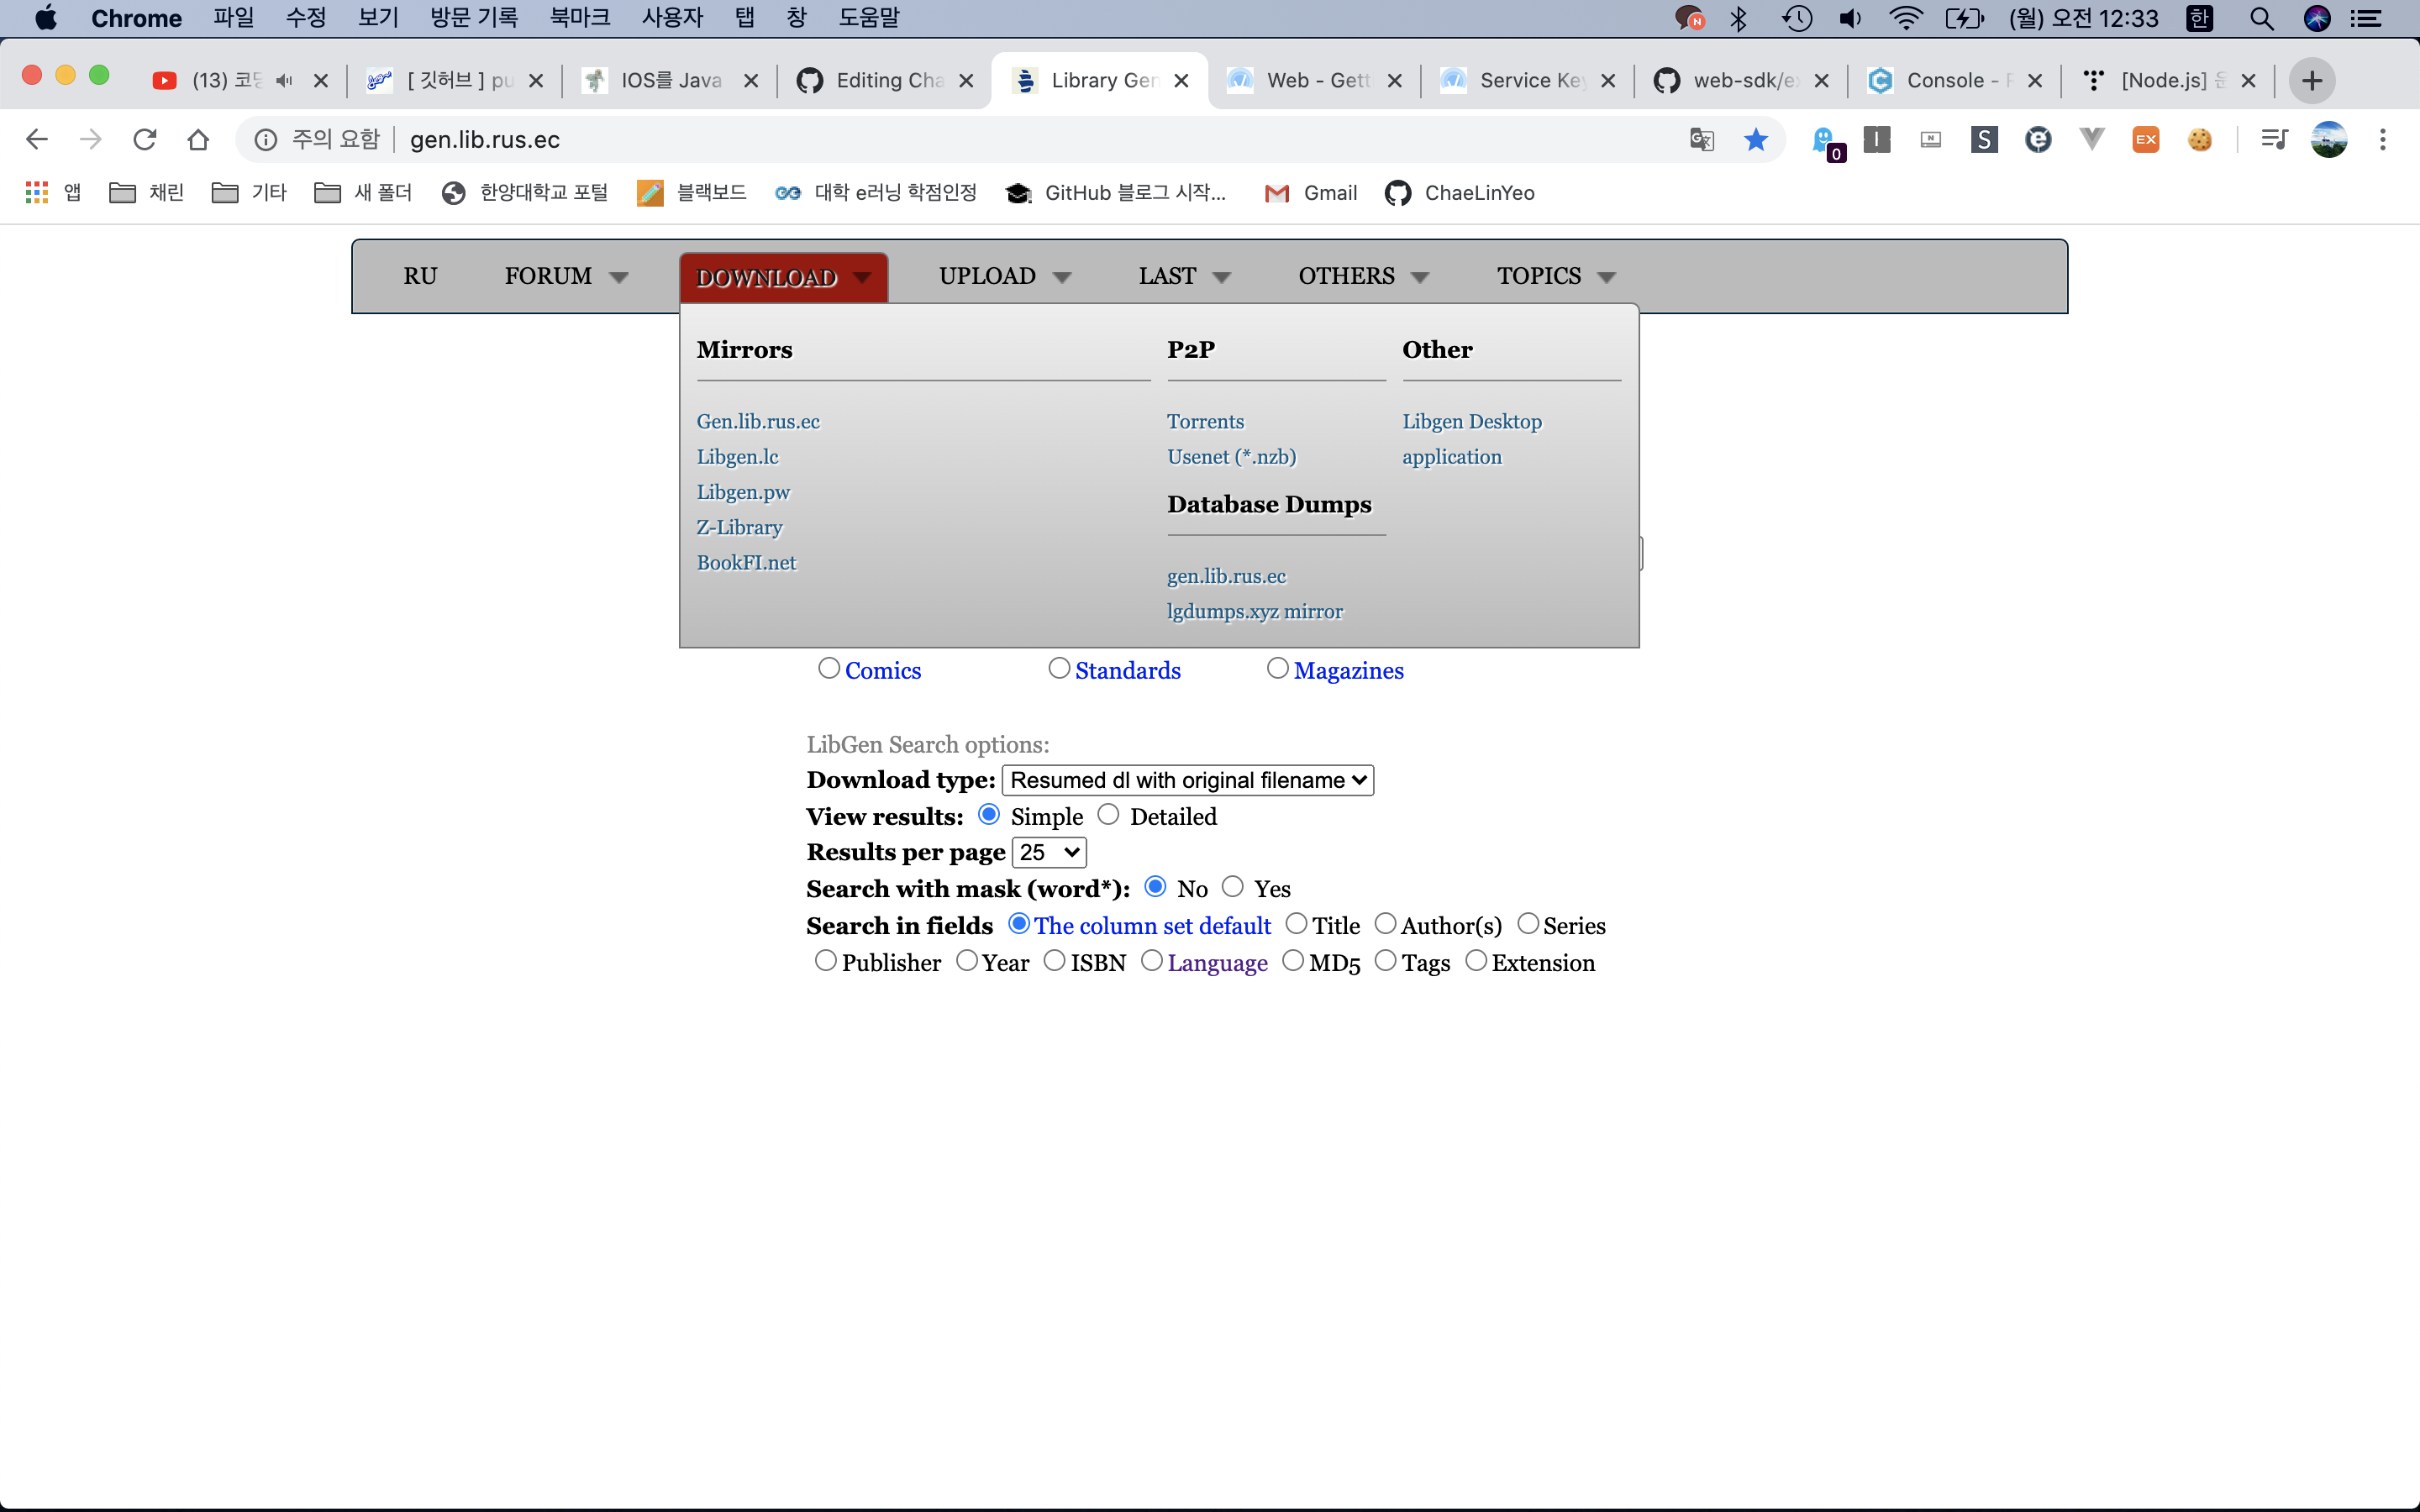 Chrome 파일 수정 보기 방문 기록 북마크 사용자 탭 창 도움말 (월) 오전 12:33 한
(13) 코딩 [ 깃허브 ] pu IOS를 Java Editing Cha Library Gen Web - Gett Service Key web-sdk/ex Console - [Node.js]
주의 요함 gen.lib.rus.ec 0 EX
앱 채린 기타 새 폴더 한양대학교 포털 블랙보드 대학 e러닝 학점인정 GitHub 블로그 시작... Gmail ChaeLinYeo
RU FORUM DOWNLOAD UPLOAD LAST OTHERS TOPICS
Mirrors P2P Other
Gen.lib.rus.ec Torrents Libgen Desktop
Libgen.lc Usenet (*.nzb) application
Libgen.pw Database Dumps
Z-Library
BookFI.net gen.lib.rus.ec
lgdumps.xyz mirror
Comics Standards Magazines
LibGen Search options:
Download type: Resumed dl with original filename
View results: Simple Detailed
Results per page 25
Search with mask (word*): No Yes
Search in fields The column set default Title Author(s) Series
Publisher Year ISBN Language MD5 Tags Extension